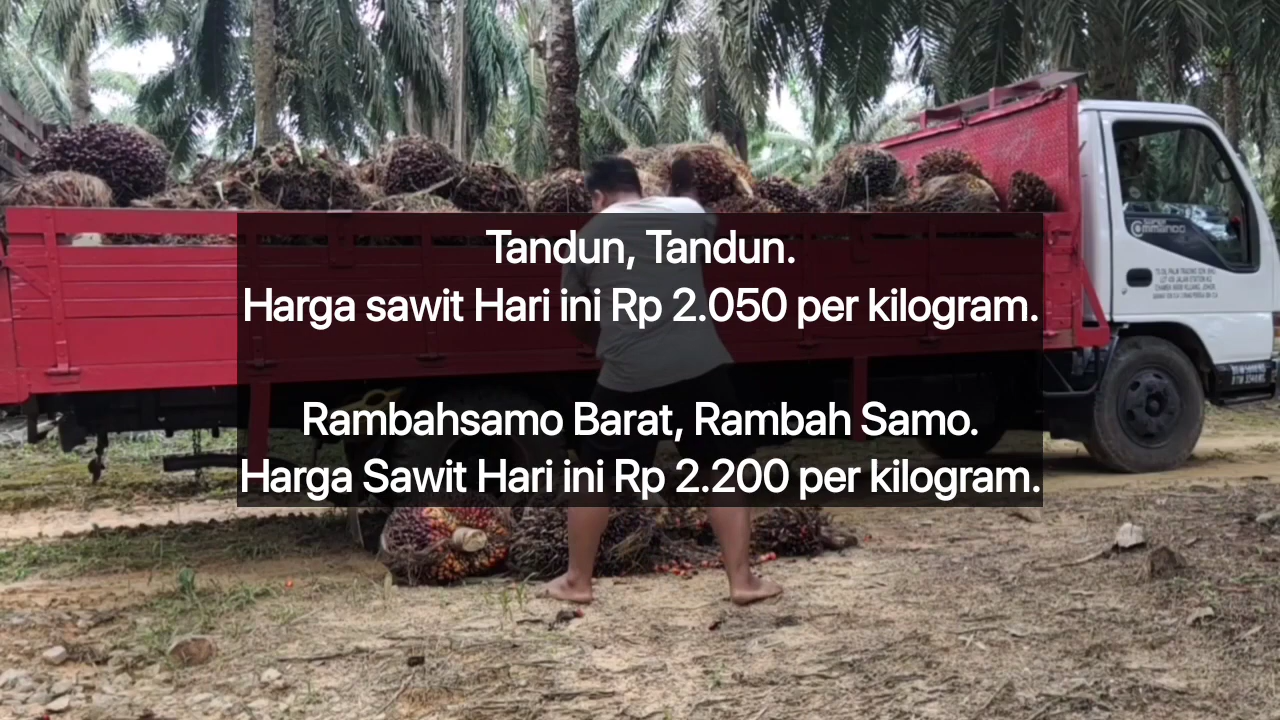 Tandun, Tandun.
Harga sawit Hari ini Rp 2.050 per kilogram.
Rambahsamo Barat, Rambah Samo.
Harga Sawit Hari ini Rp 2.200 per kilogram.